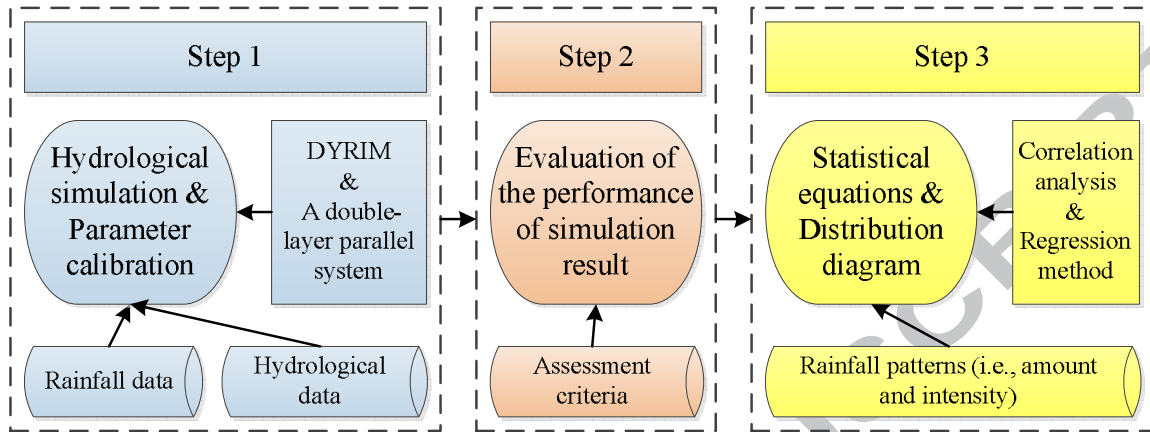 Step 1
Hydrological
simulation &
Parameter
calibration
DYRIM
&
A double-
layer parallel
system
Rainfall data
Hydrological
data
Step 2
Evaluation of
the performance
of simulation
result
Assessment
criteria
Step 3
Statistical
equations &
Distribution
diagram
Correlation
analysis
&
Regression
method
Rainfall patterns (i.e., amount
and intensity)